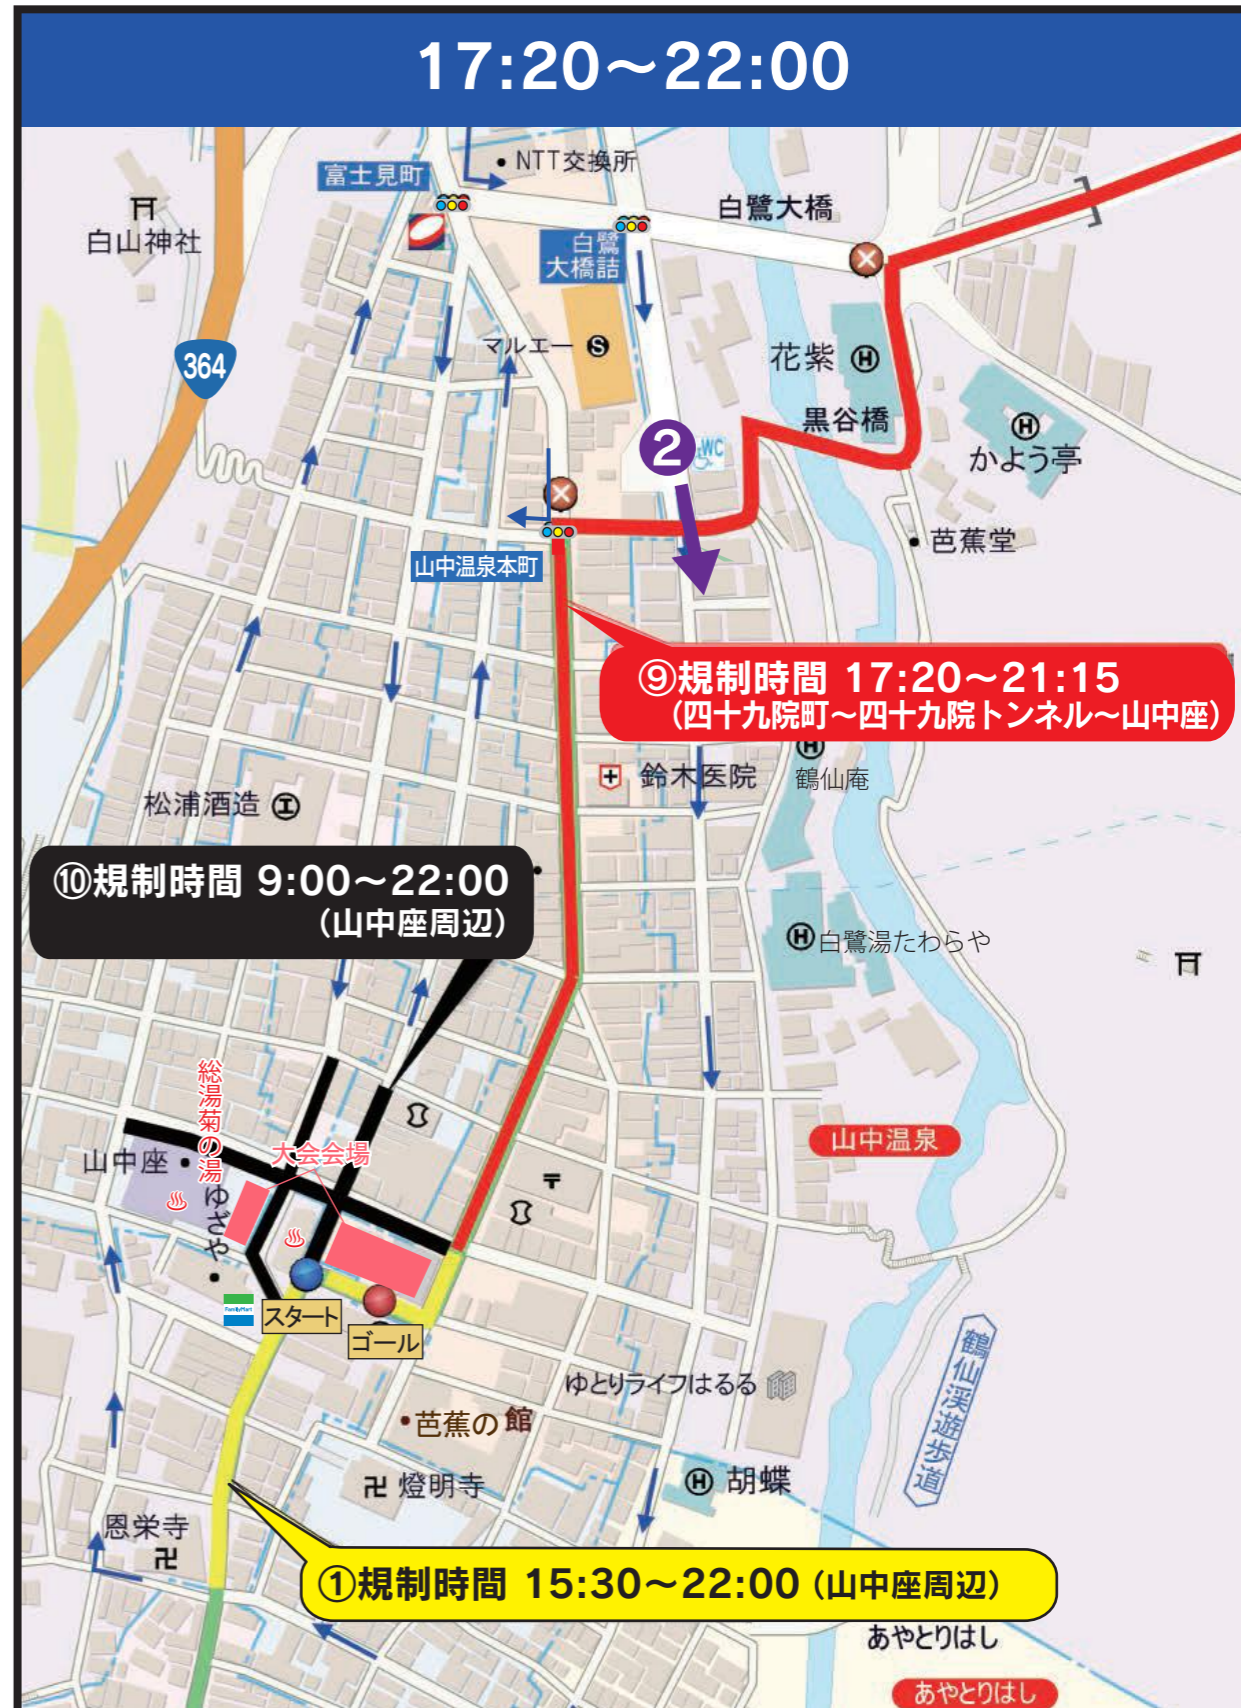 17:20〜22:00
富士見町
NTT交換所
白鷺大橋
白山神社
白鷺
大橋詰
マルエー
S
364
花紫
H
黒谷橋
H
かよう亭
2
WC
芭蕉堂
山中温泉本町
⑨規制時間 17:20〜21:15
(四十九院町〜四十九院トンネル〜山中座)
H
鶴仙庵
鈴木医院
松浦酒造
⑩規制時間 9:00〜22:00
(山中座周辺)
H
白鷺湯たわらや
総湯菊の湯
大会会場
山中温泉
山中座
ゆざや
〒
FamilyMart
スタート
ゴール
ゆとりライフはるる
鶴仙渓遊歩道
芭蕉の館
卍 燈明寺
H
胡蝶
恩栄寺
卍
①規制時間 15:30〜22:00(山中座周辺)
あやとりはし
あやとりはし